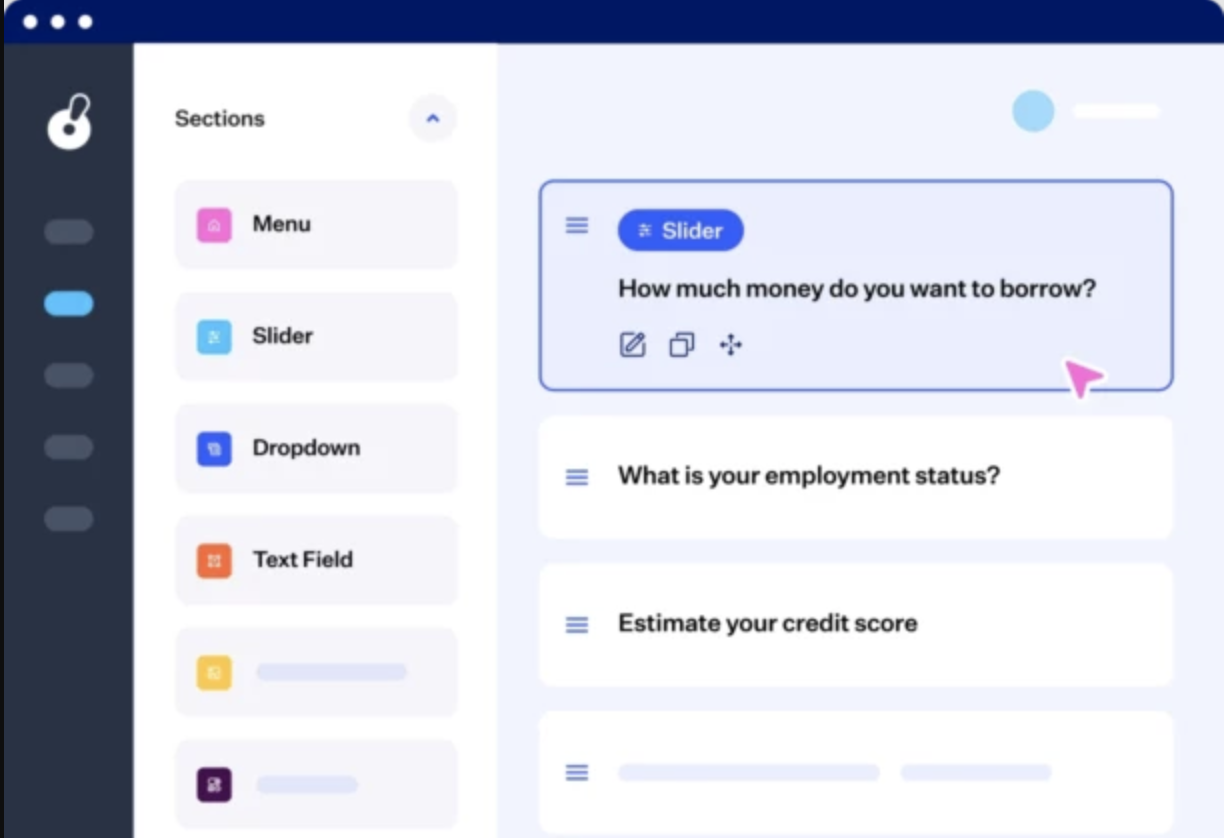 Sections
Menu
Slider
Dropdown
Text Field
Slider
How much money do you want to borrow?
What is your employment status?
Estimate your credit score